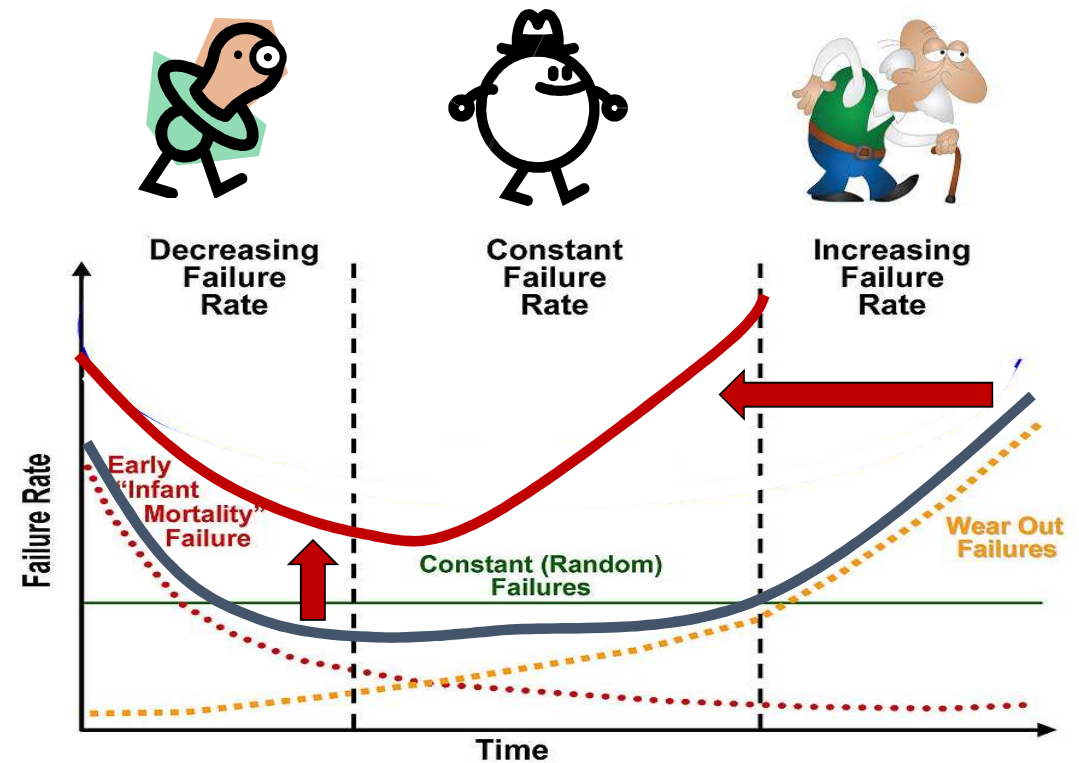 Decreasing
Failure
Rate
Constant
Failure
Rate
Increasing
Failure
Rate
Failure Rate
Early
“Infant
Mortality”
Failure
Constant (Random)
Failures
Wear Out
Failures
Time